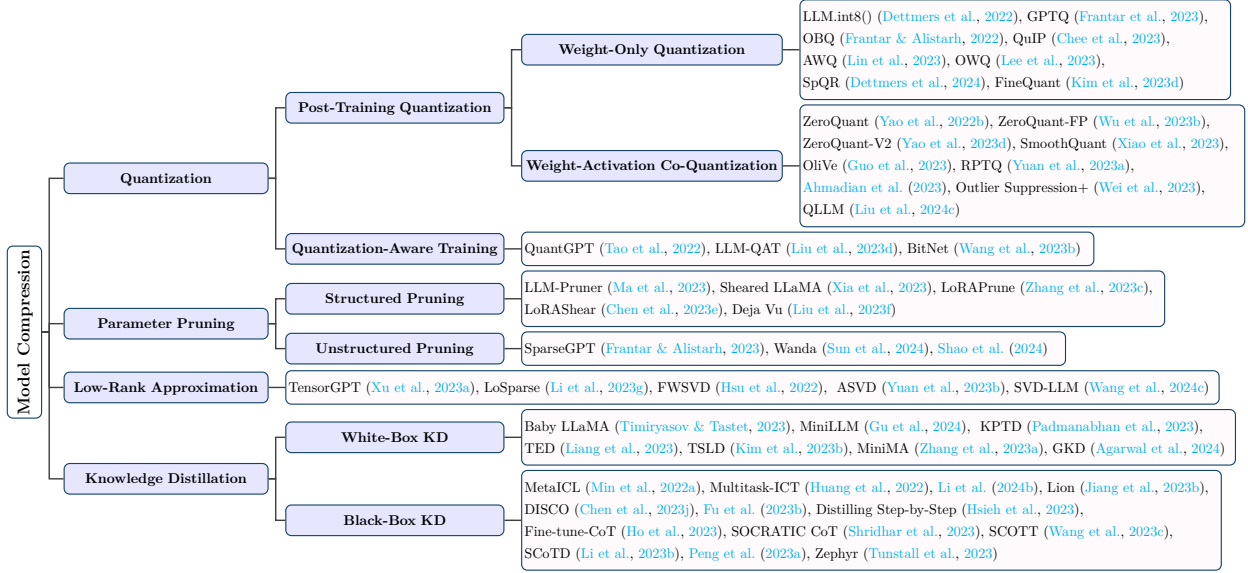 Model Compression
Quantization
Post-Training Quantization
Weight-Only Quantization
LLM.int8() (Dettmers et al., 2022), GPTQ (Frantar et al., 2023),
OBQ (Frantar & Alistarh, 2022), QuIP (Chee et al., 2023),
AWQ (Lin et al., 2023), OWQ (Lee et al., 2023),
SpQR (Dettmers et al., 2024), FineQuant (Kim et al., 2023d)
Weight-Activation Co-Quantization
ZeroQuant (Yao et al., 2022b), ZeroQuant-FP (Wu et al., 2023b),
ZeroQuant-V2 (Yao et al., 2023d), SmoothQuant (Xiao et al., 2023),
OliVe (Guo et al., 2023), RPTQ (Yuan et al., 2023a),
Ahmadian et al. (2023), Outlier Suppression+ (Wei et al., 2023),
QLLM (Liu et al., 2024c)
Quantization-Aware Training
QuantGPT (Tao et al., 2022), LLM-QAT (Liu et al., 2023d), BitNet (Wang et al., 2023b)
Parameter Pruning
Structured Pruning
LLM-Pruner (Ma et al., 2023), Sheared LLaMA (Xia et al., 2023), LoRAPrune (Zhang et al., 2023c),
LoRAShear (Chen et al., 2023e), Deja Vu (Liu et al., 2023f)
Unstructured Pruning
SparseGPT (Frantar & Alistarh, 2023), Wanda (Sun et al., 2024), Shao et al. (2024)
Low-Rank Approximation
TensorGPT (Xu et al., 2023a), LoSparse (Li et al., 2023g), FWSVD (Hsu et al., 2022), ASVD (Yuan et al., 2023b), SVD-LLM (Wang et al., 2024c)
Knowledge Distillation
White-Box KD
Baby LLaMA (Timiryasov & Tastet, 2023), MiniLLM (Gu et al., 2024), KPTD (Padmanabhan et al., 2023),
TED (Liang et al., 2023), TSLD (Kim et al., 2023b), MiniMA (Zhang et al., 2023a), GKD (Agarwal et al., 2024)
Black-Box KD
MetaICL (Min et al., 2022a), Multitask-ICT (Huang et al., 2022), Li et al. (2024b), Lion (Jiang et al., 2023b),
DISCO (Chen et al., 2023j), Fu et al. (2023b), Distilling Step-by-Step (Hsieh et al., 2023),
Fine-tune-CoT (Ho et al., 2023), SOCRATIC CoT (Shridhar et al., 2023), SCOTT (Wang et al., 2023c),
SCoTD (Li et al., 2023b), Peng et al. (2023a), Zephyr (Tunstall et al., 2023)